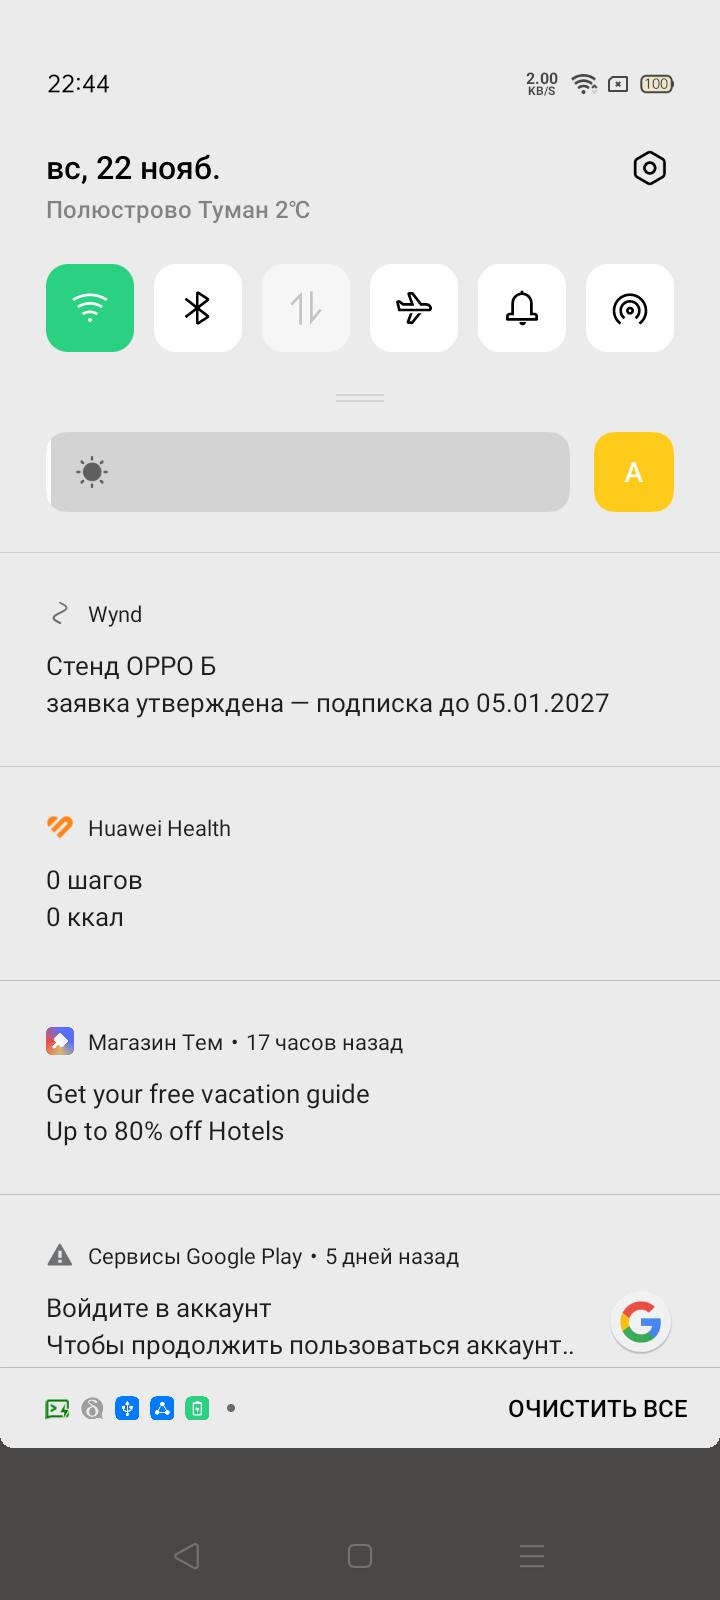 22:44
2.00
KB/S
100
вс, 22 нояб.
Полюстрово Туман 2°C
A
Wynd
Стенд OPPO Б
заявка утверждена — подписка до 05.01.2027
Huawei Health
0 шагов
0 ккал
Магазин Тем • 17 часов назад
Get your free vacation guide
Up to 80% off Hotels
Сервисы Google Play • 5 дней назад
Войдите в аккаунт
Чтобы продолжить пользоваться аккаунт..
ОЧИСТИТЬ ВСЕ